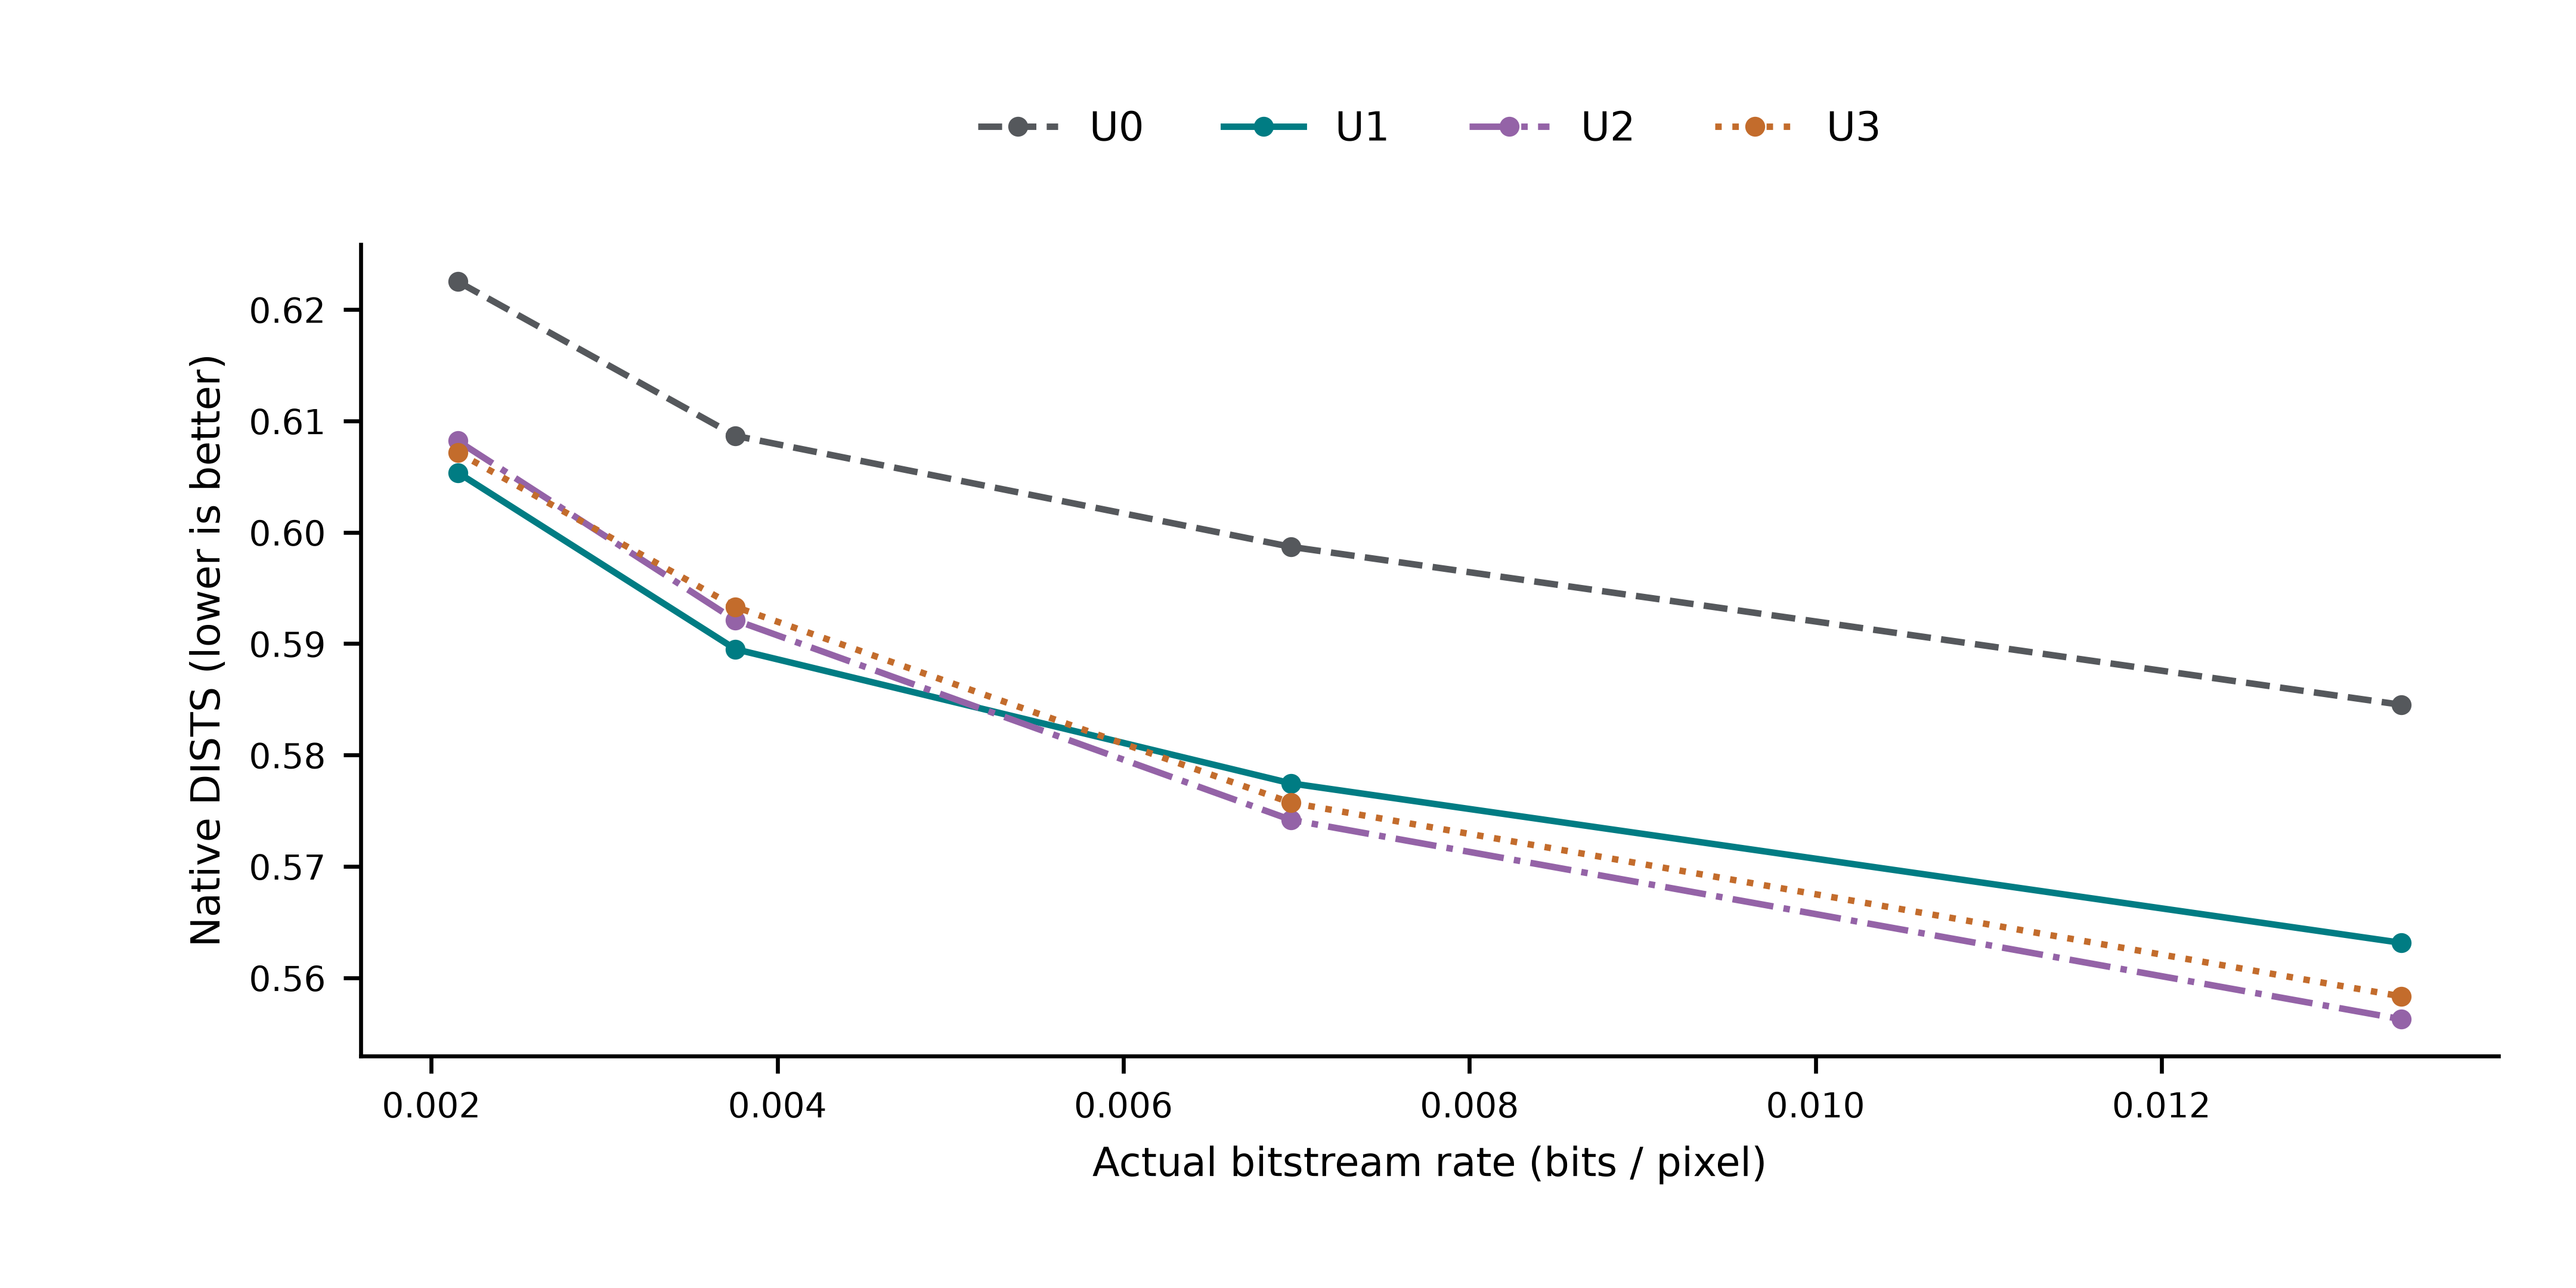 U0 U1 U2 U3
Native DISTS (lower is better)
0.62
0.61
0.60
0.59
0.58
0.57
0.56
0.002 0.004 0.006 0.008 0.010 0.012
Actual bitstream rate (bits / pixel)